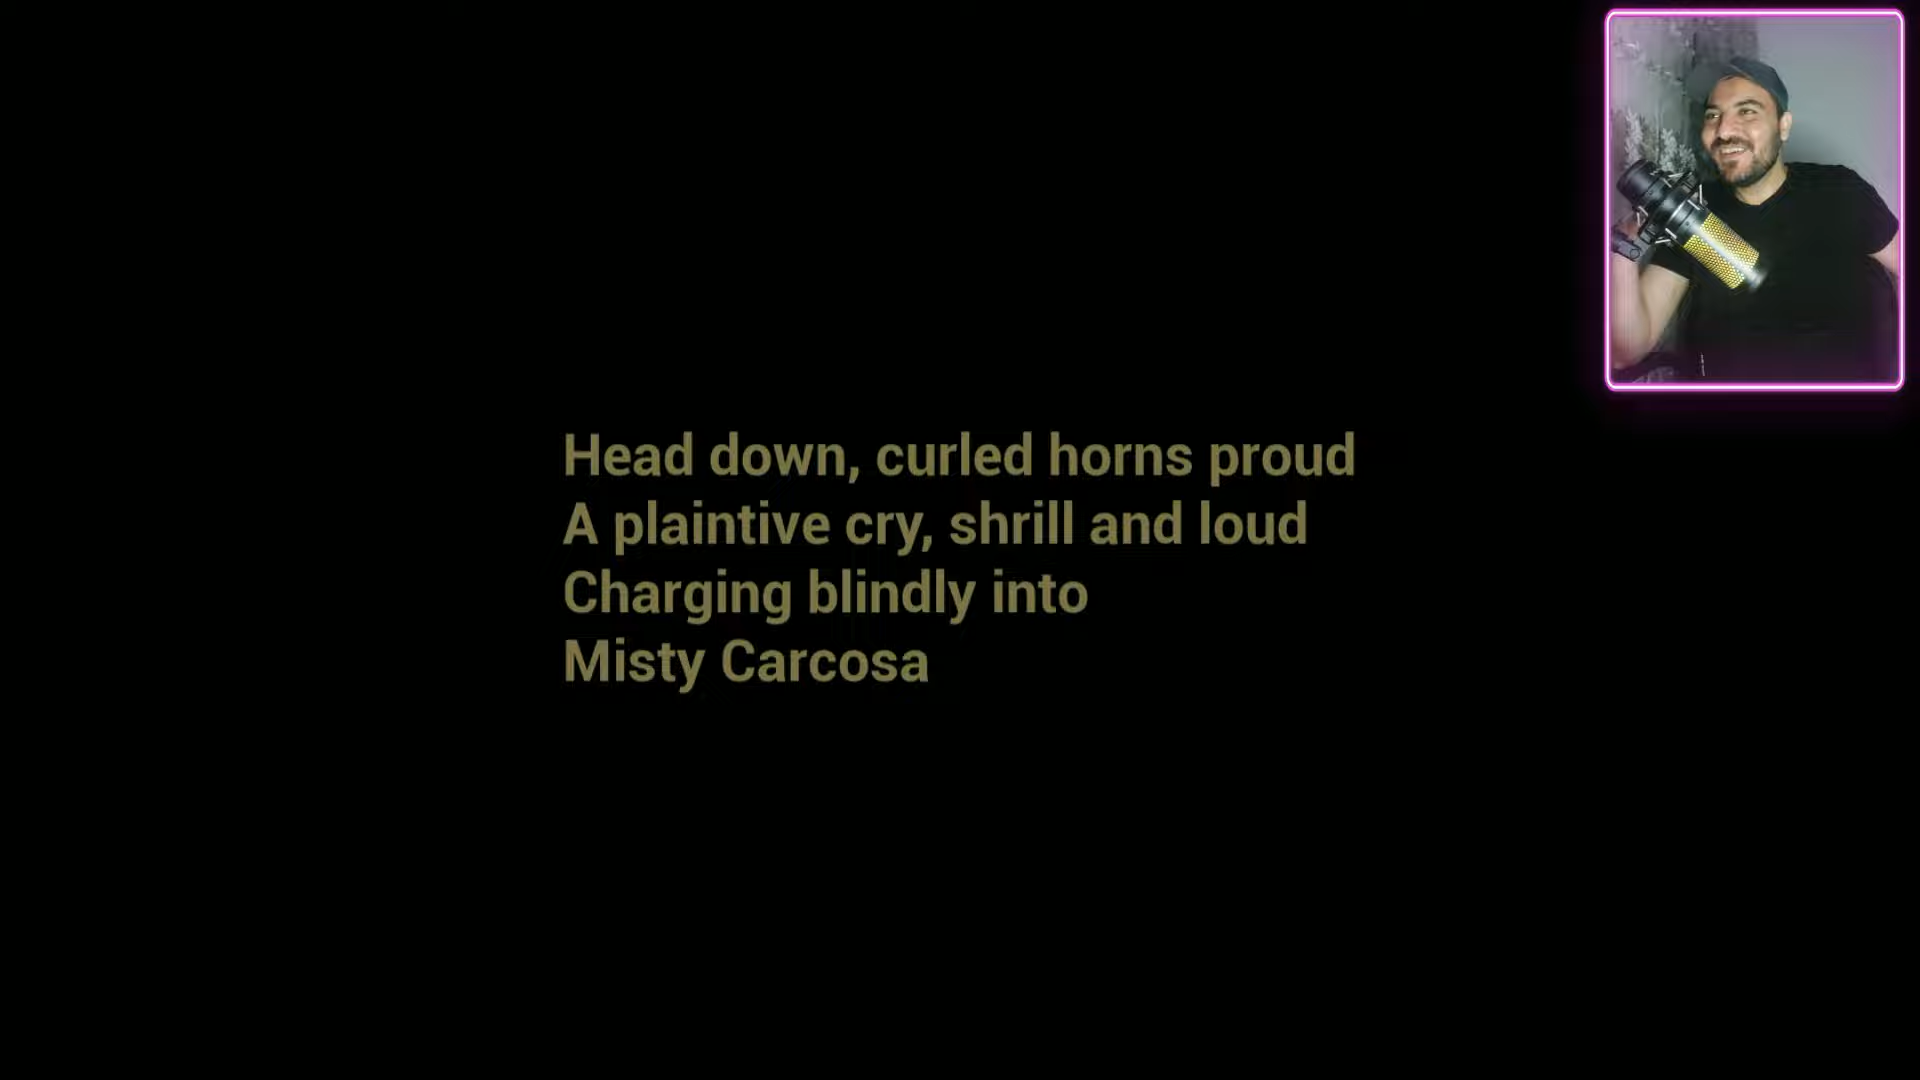 Head down, curled horns proud
A plaintive cry, shrill and loud
Charging blindly into
Misty Carcosa